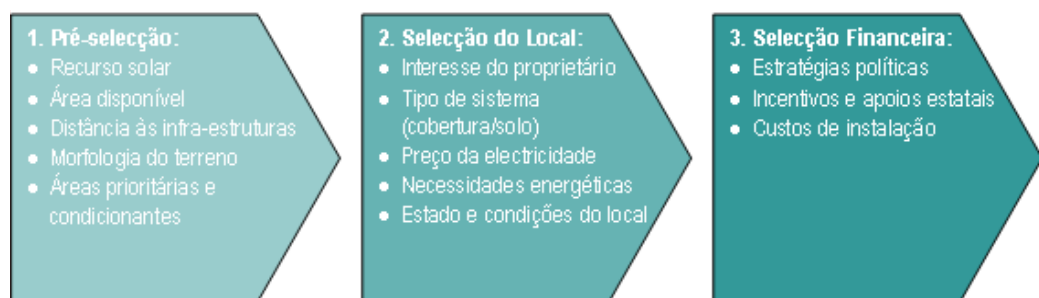 1. Pré-selecção:
● Recurso solar
● Área disponível
● Distância às infra-estruturas
● Morfologia do terreno
● Áreas prioritárias e
condicionantes
2. Selecção do Local:
● Interesse do proprietário
● Tipo de sistema
(cobertura/solo)
● Preço da electricidade
● Necessidades energéticas
● Estado e condições do local
3. Selecção Financeira:
● Estratégias políticas
● Incentivos e apoios estatais
● Custos de instalação